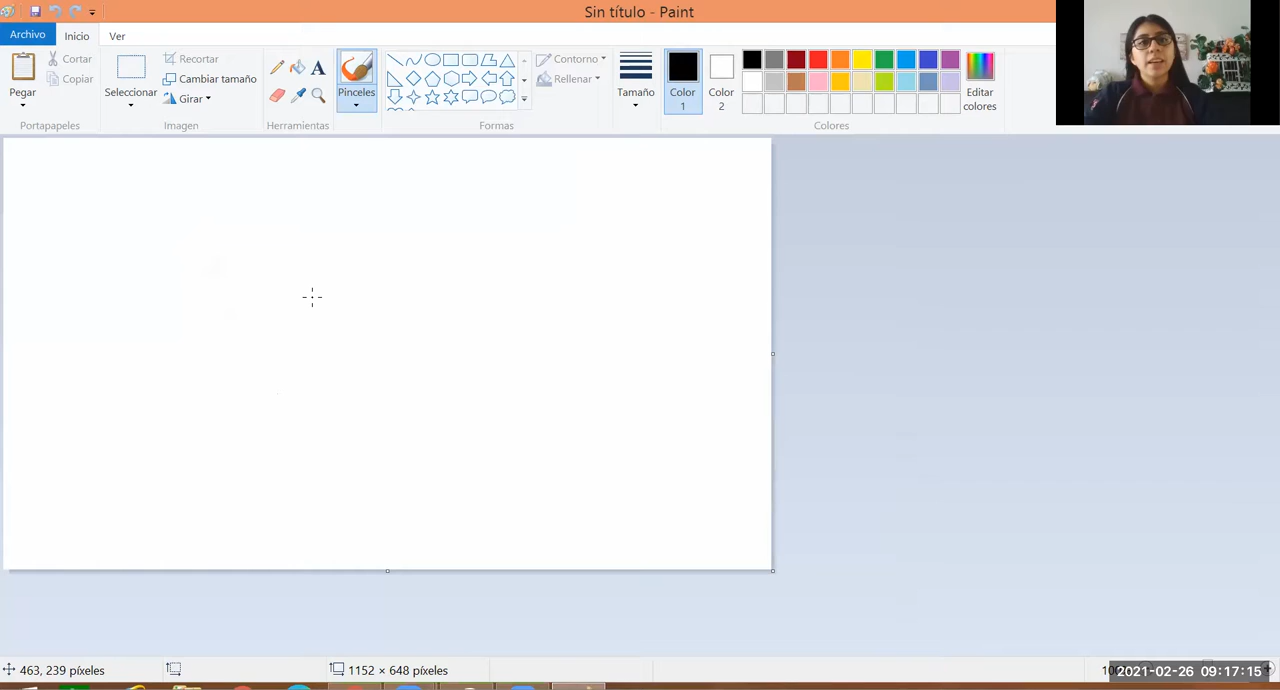 Sin título - Paint
Archivo Inicio Ver
Pegar
Cortar
Copiar
Portapapeles
Seleccionar
Recortar
Cambiar tamaño
Girar
Imagen
A
Herramientas
Pinceles
Contorno
Rellenar
Formas
Tamaño
Color
1
Color
2
Editar
colores
Colores
463, 239 píxeles
1152 × 648 píxeles
2021-02-26 09:17:15